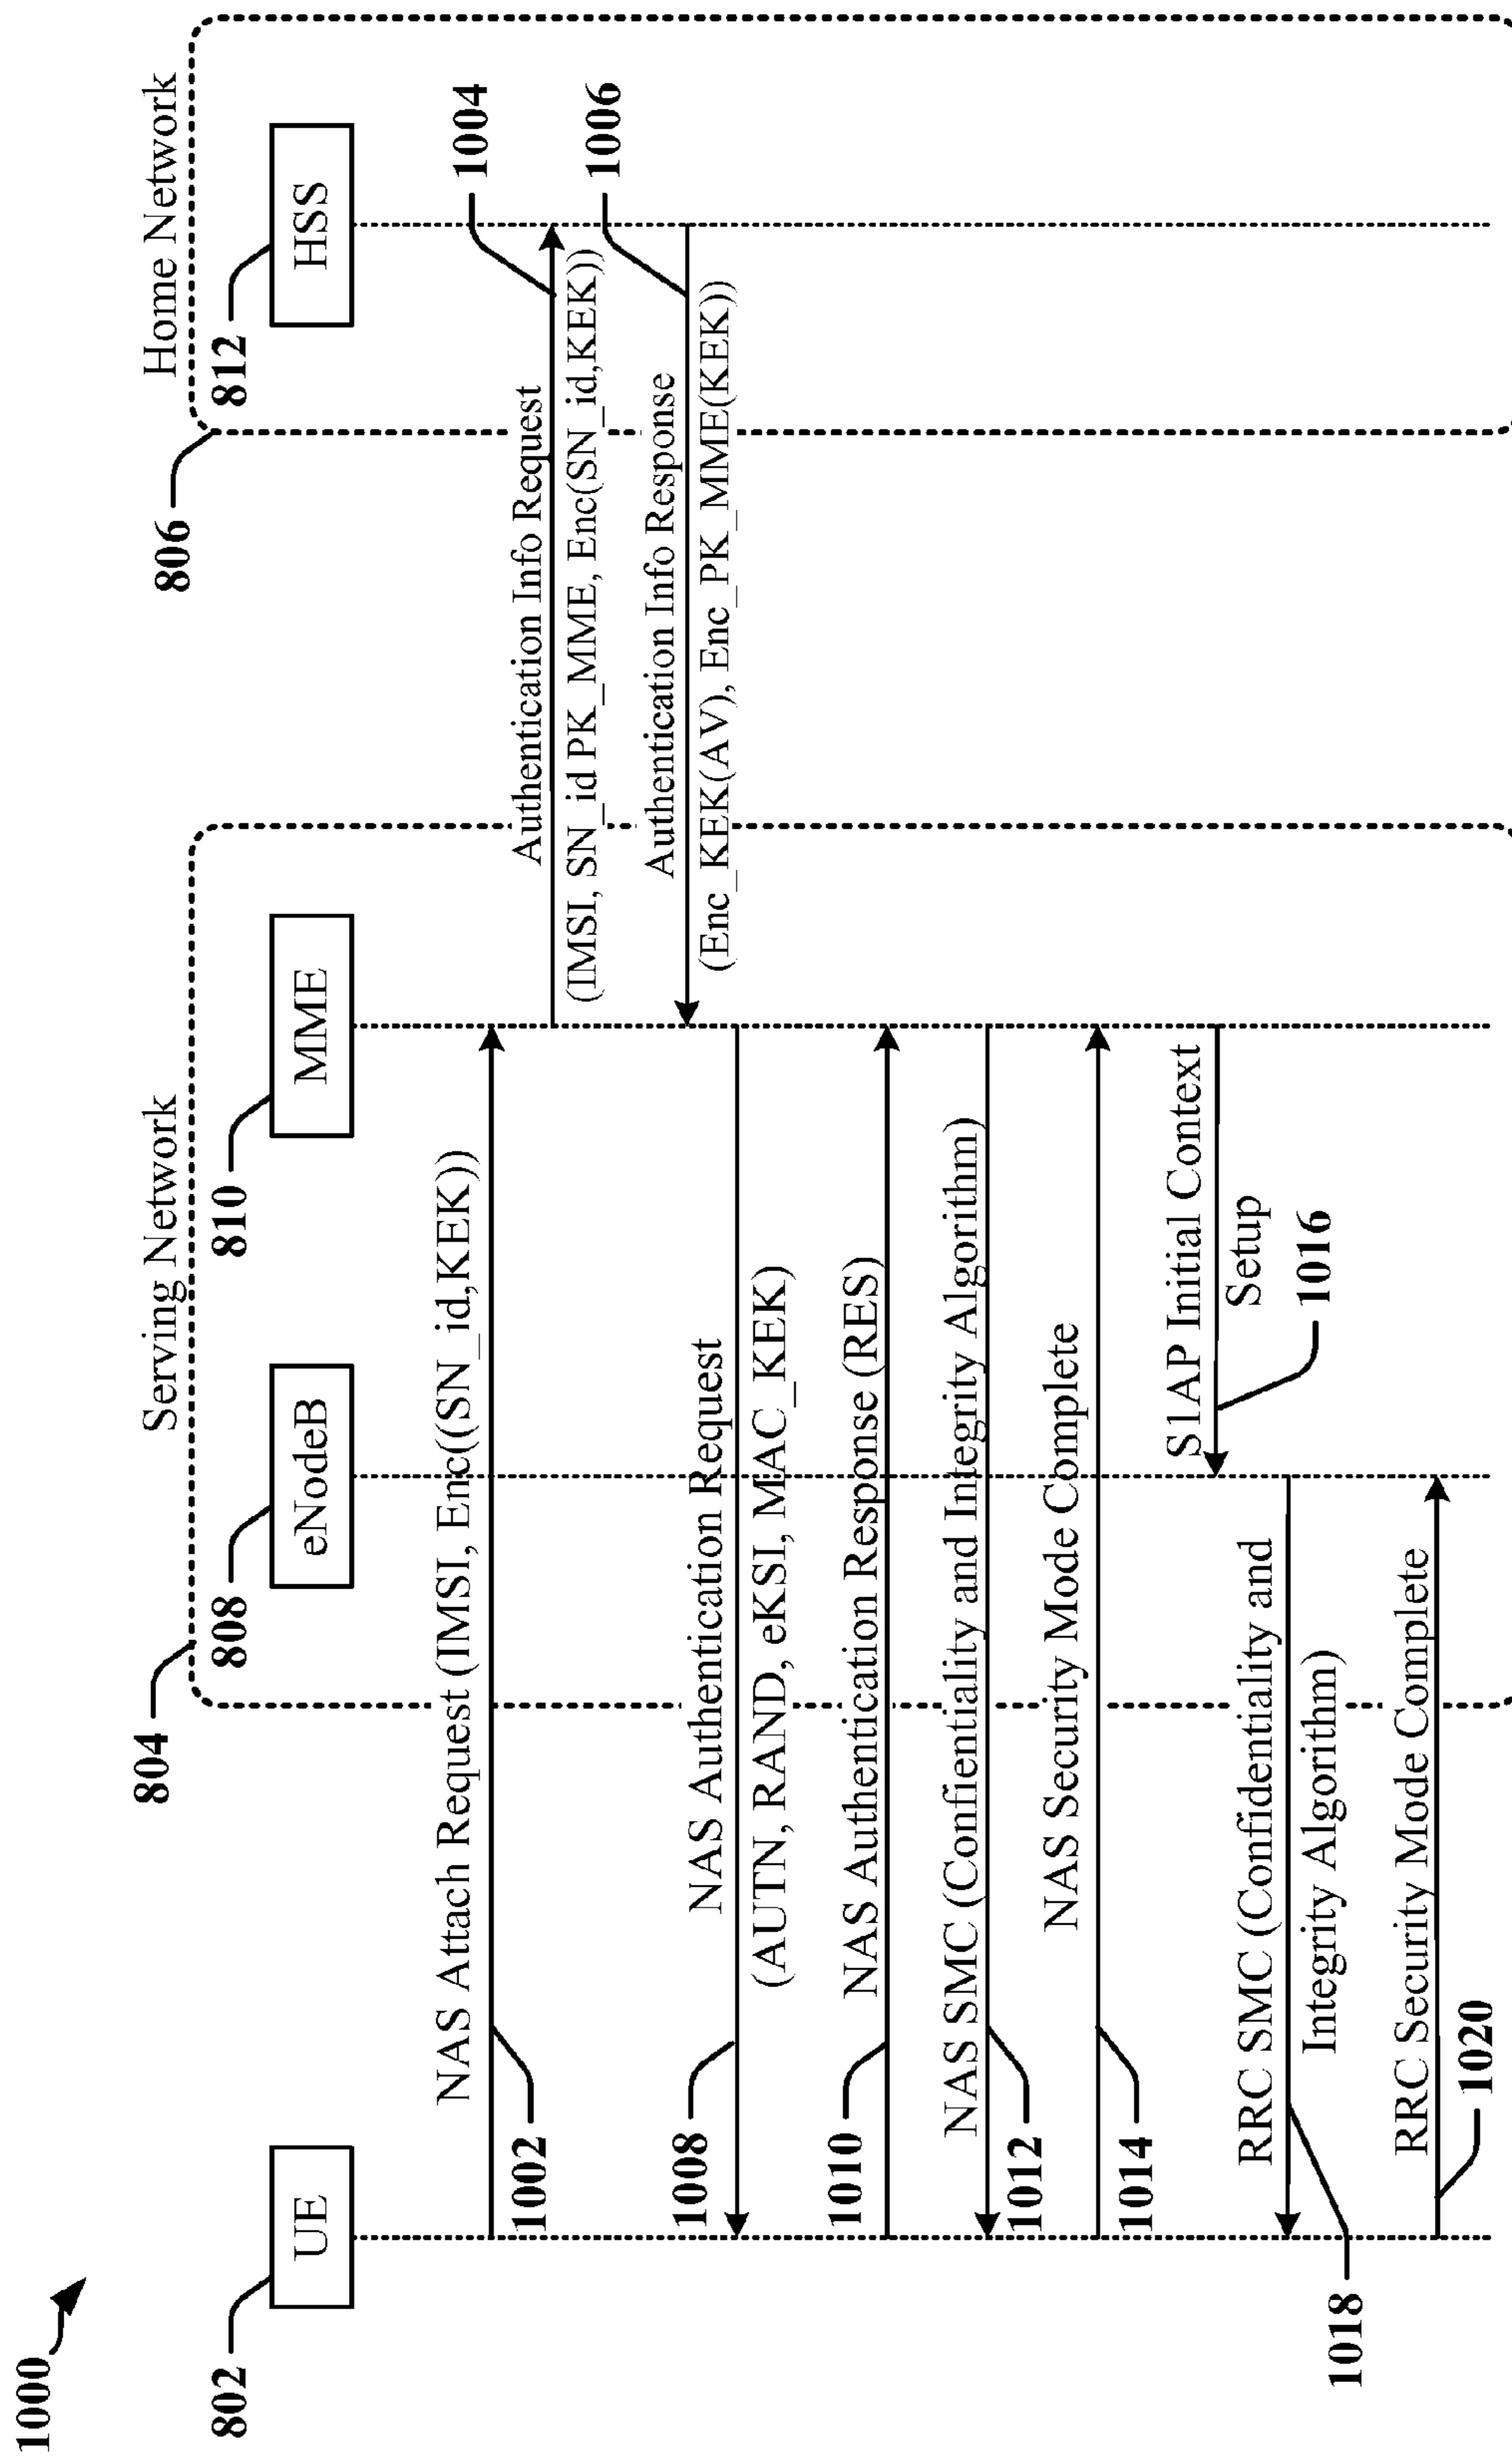 1000
Serving Network
Home Network
804
806
802
808
810
812
UE
eNodeB
MME
HSS
NAS Attach Request (IMSI, Enc((SN_id,KEK))
1002
1004
Authentication Info Request
(IMSI, SN_id PK_MME, Enc(SN_id,KEK))
1006
Authentication Info Response
(Enc_KEK(AV), Enc_PK_MME(KEK))
1008
NAS Authentication Request
(AUTN, RAND, eKSI, MAC_KEK)
1010
NAS Authentication Response (RES)
NAS SMC (Confientiality and Integrity Algorithm)
1012
NAS Security Mode Complete
1014
S1AP Initial Context
Setup
1016
RRC SMC (Confidentiality and
Integrity Algorithm)
1018
RRC Security Mode Complete
1020